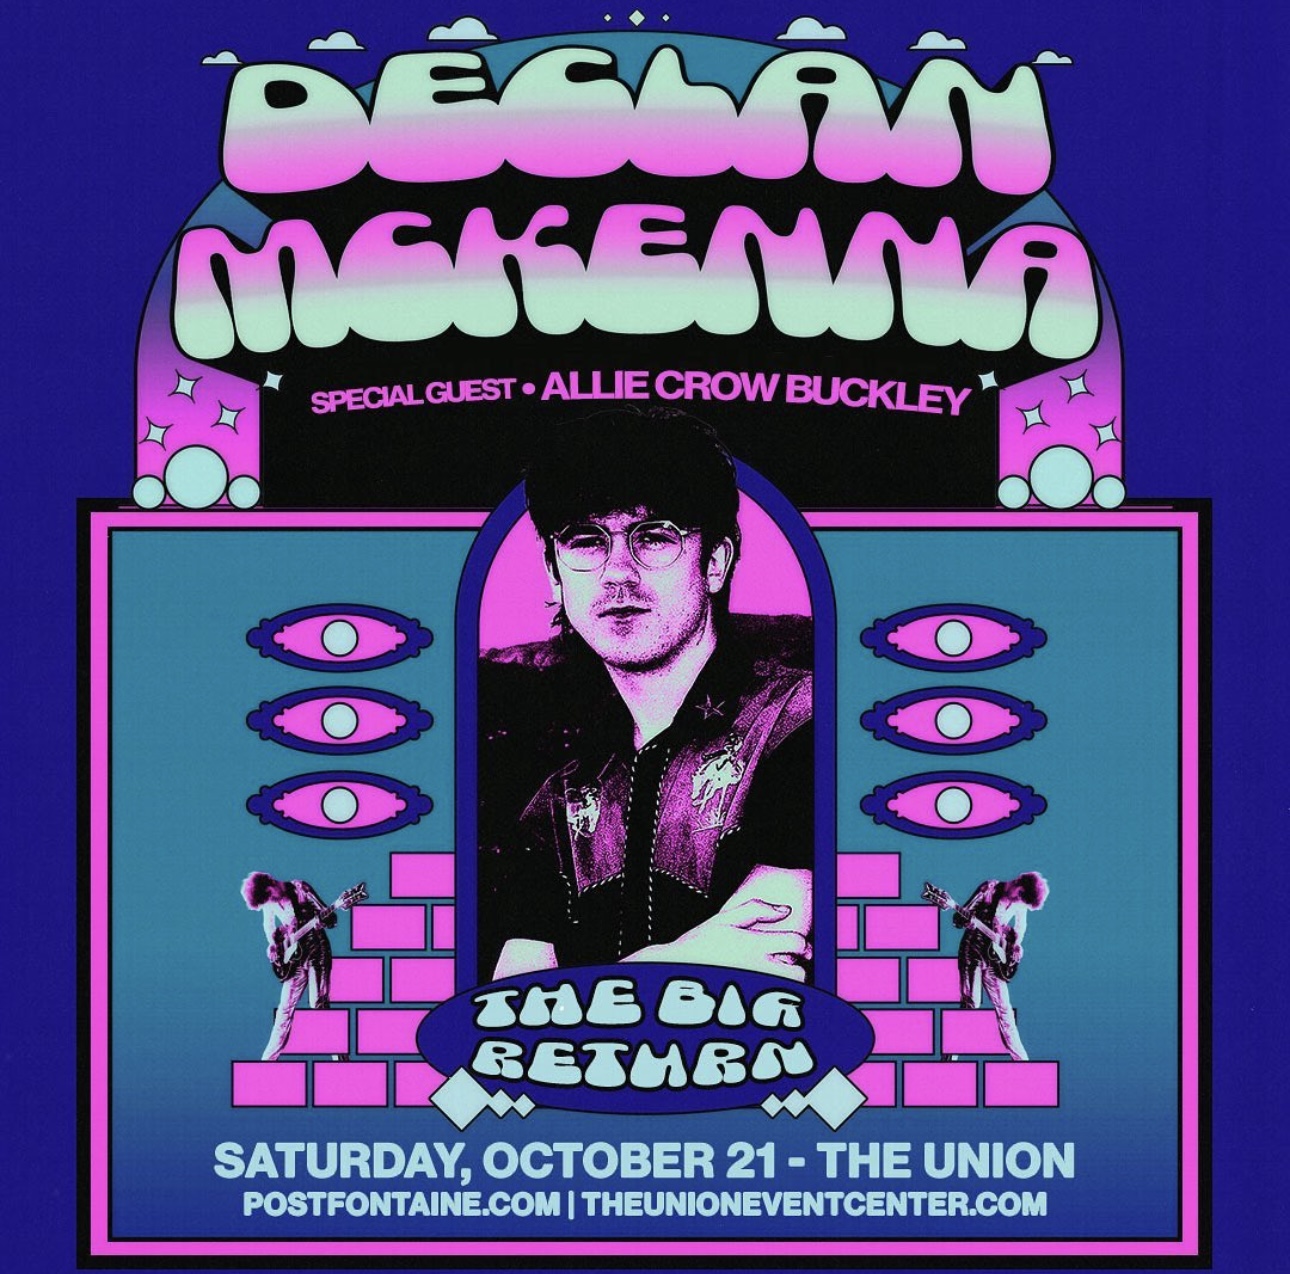 DECLAN
MCKENNA
SPECIAL GUEST • ALLIE CROW BUCKLEY
THE BIG
RETURN
SATURDAY, OCTOBER 21 - THE UNION
POSTFONTAINE.COM | THEUNIONEVENTCENTER.COM